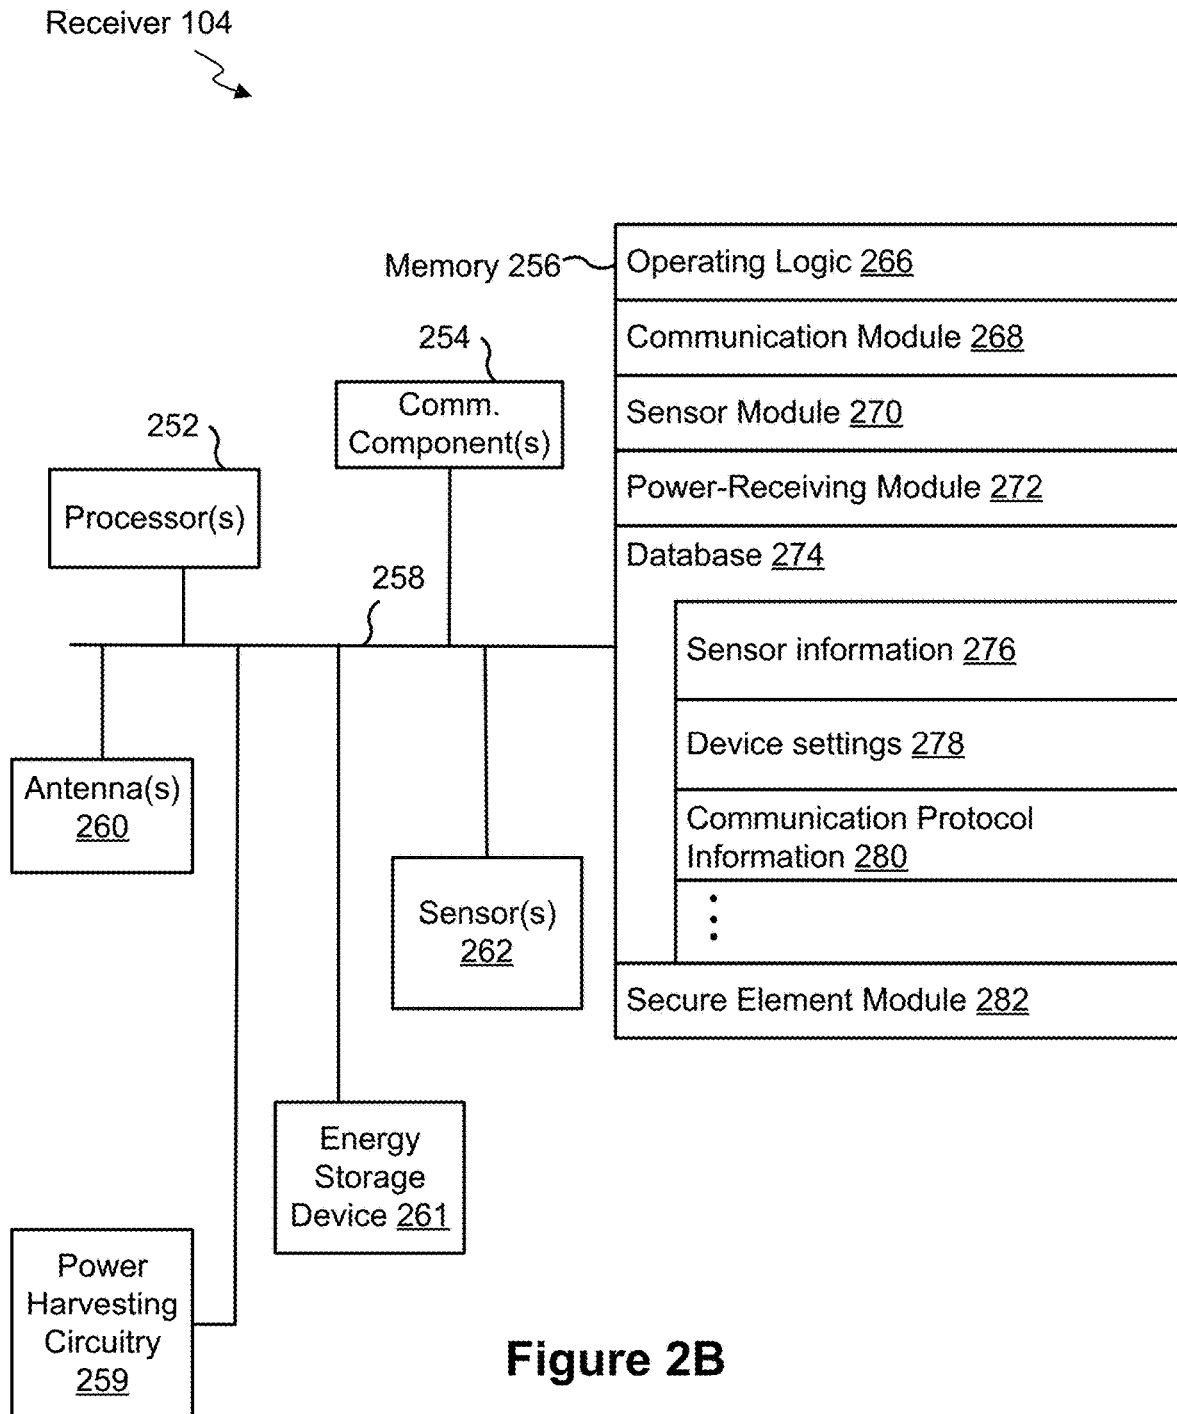 Receiver 104
Memory 256
Operating Logic 266
Communication Module 268
254
Comm.
Component(s)
Sensor Module 270
252
Processor(s)
Power-Receiving Module 272
Database 274
258
Sensor information 276
Device settings 278
Antenna(s)
260
Communication Protocol
Information 280
Sensor(s)
262
Secure Element Module 282
Energy
Storage
Device 261
Power
Harvesting
Circuitry
259
Figure 2B